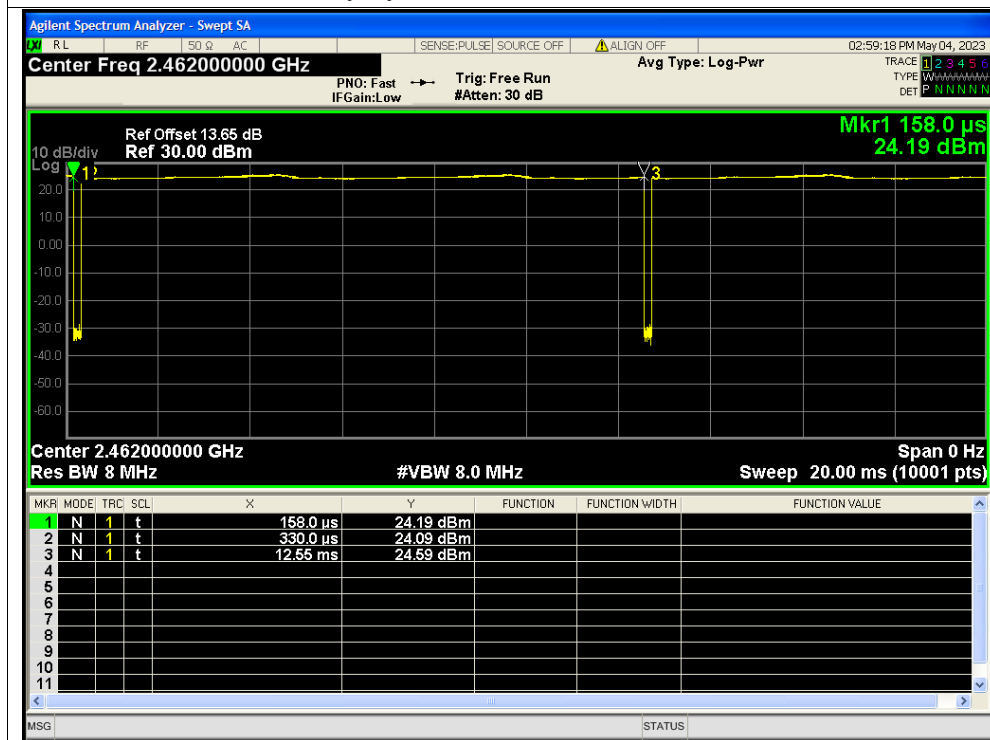 Agilent Spectrum Analyzer - Swept SA
LXI RL RF 50 Ω AC SENSE:PULSE SOURCE OFF ALIGN OFF 02:59:18 PM May 04, 2023
Center Freq 2.462000000 GHz
PNO: Fast
IFGain:Low
Trig: Free Run
#Atten: 30 dB
Avg Type: Log-Pwr
TRACE 1 2 3 4 5 6
TYPE WWWWWWW
DET P N N N N N
Mkr1 158.0 µs
24.19 dBm
Ref Offset 13.65 dB
10 dB/div Ref 30.00 dBm
Log
1
3
20.0
10.0
0.00
-10.0
-20.0
-30.0
-40.0
-50.0
-60.0
Center 2.462000000 GHz Span 0 Hz
Res BW 8 MHz #VBW 8.0 MHz Sweep 20.00 ms (10001 pts)
MKR MODE TRC SCL X Y FUNCTION FUNCTION WIDTH FUNCTION VALUE
1 N 1 t 158.0 µs 24.19 dBm
2 N 1 t 330.0 µs 24.09 dBm
3 N 1 t 12.55 ms 24.59 dBm
4
5
6
7
8
9
10
11
MSG STATUS